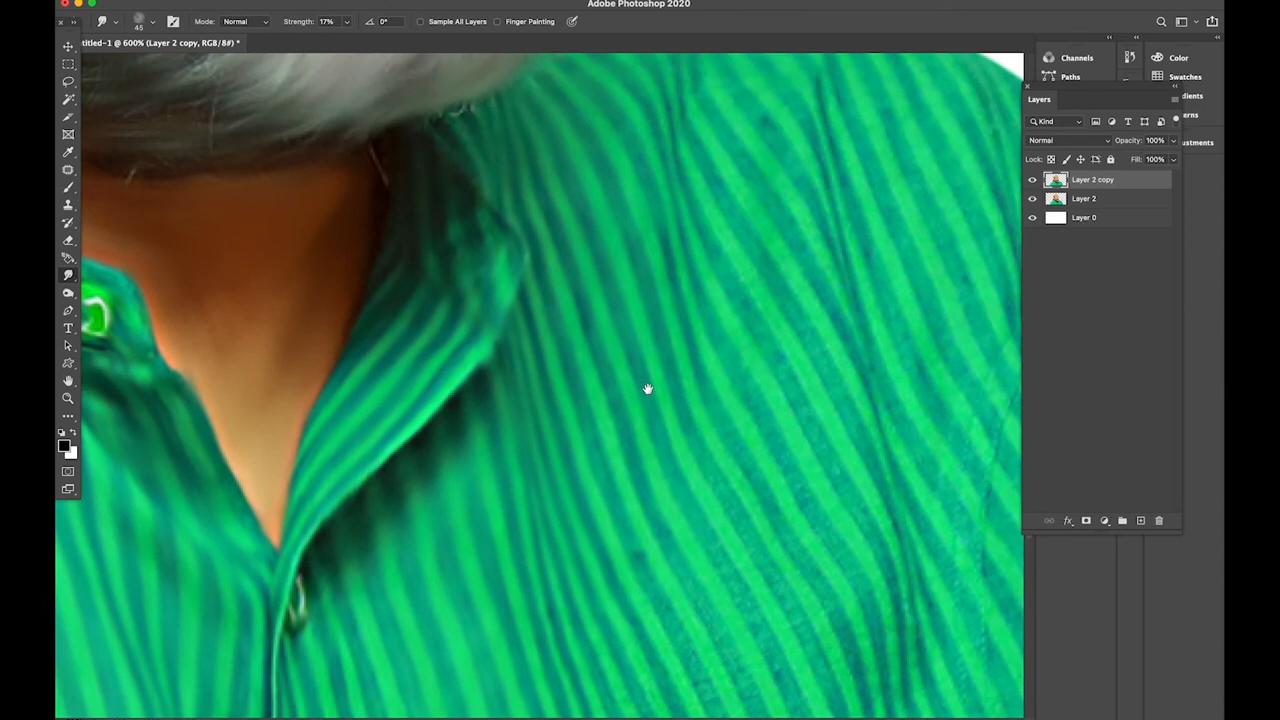 Adobe Photoshop 2020
45
Mode: Normal
Strength: 17%
0°
Sample All Layers
Finger Painting
titled-1 @ 600% (Layer 2 copy, RGB/8#) *
Channels
Paths
Color
Swatches
Layers
Kind
Normal
Opacity: 100%
Lock:
Fill: 100%
Layer 2 copy
Layer 2
Layer 0
fx